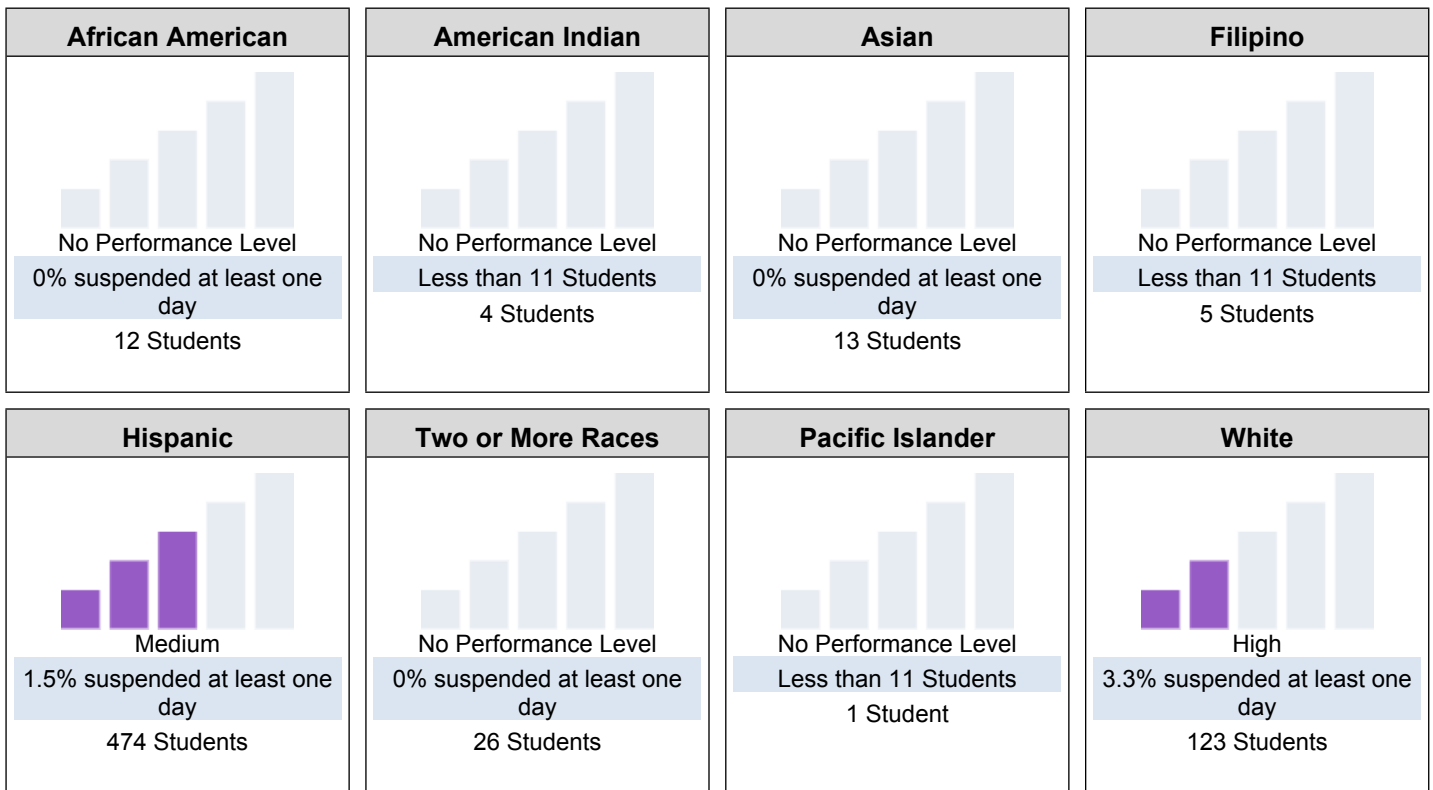 African American
No Performance Level
0% suspended at least one
day
12 Students
American Indian
No Performance Level
Less than 11 Students
4 Students
Asian
No Performance Level
0% suspended at least one
day
13 Students
Filipino
No Performance Level
Less than 11 Students
5 Students
Hispanic
Medium
1.5% suspended at least one
day
474 Students
Two or More Races
No Performance Level
0% suspended at least one
day
26 Students
Pacific Islander
No Performance Level
Less than 11 Students
1 Student
White
High
3.3% suspended at least one
day
123 Students